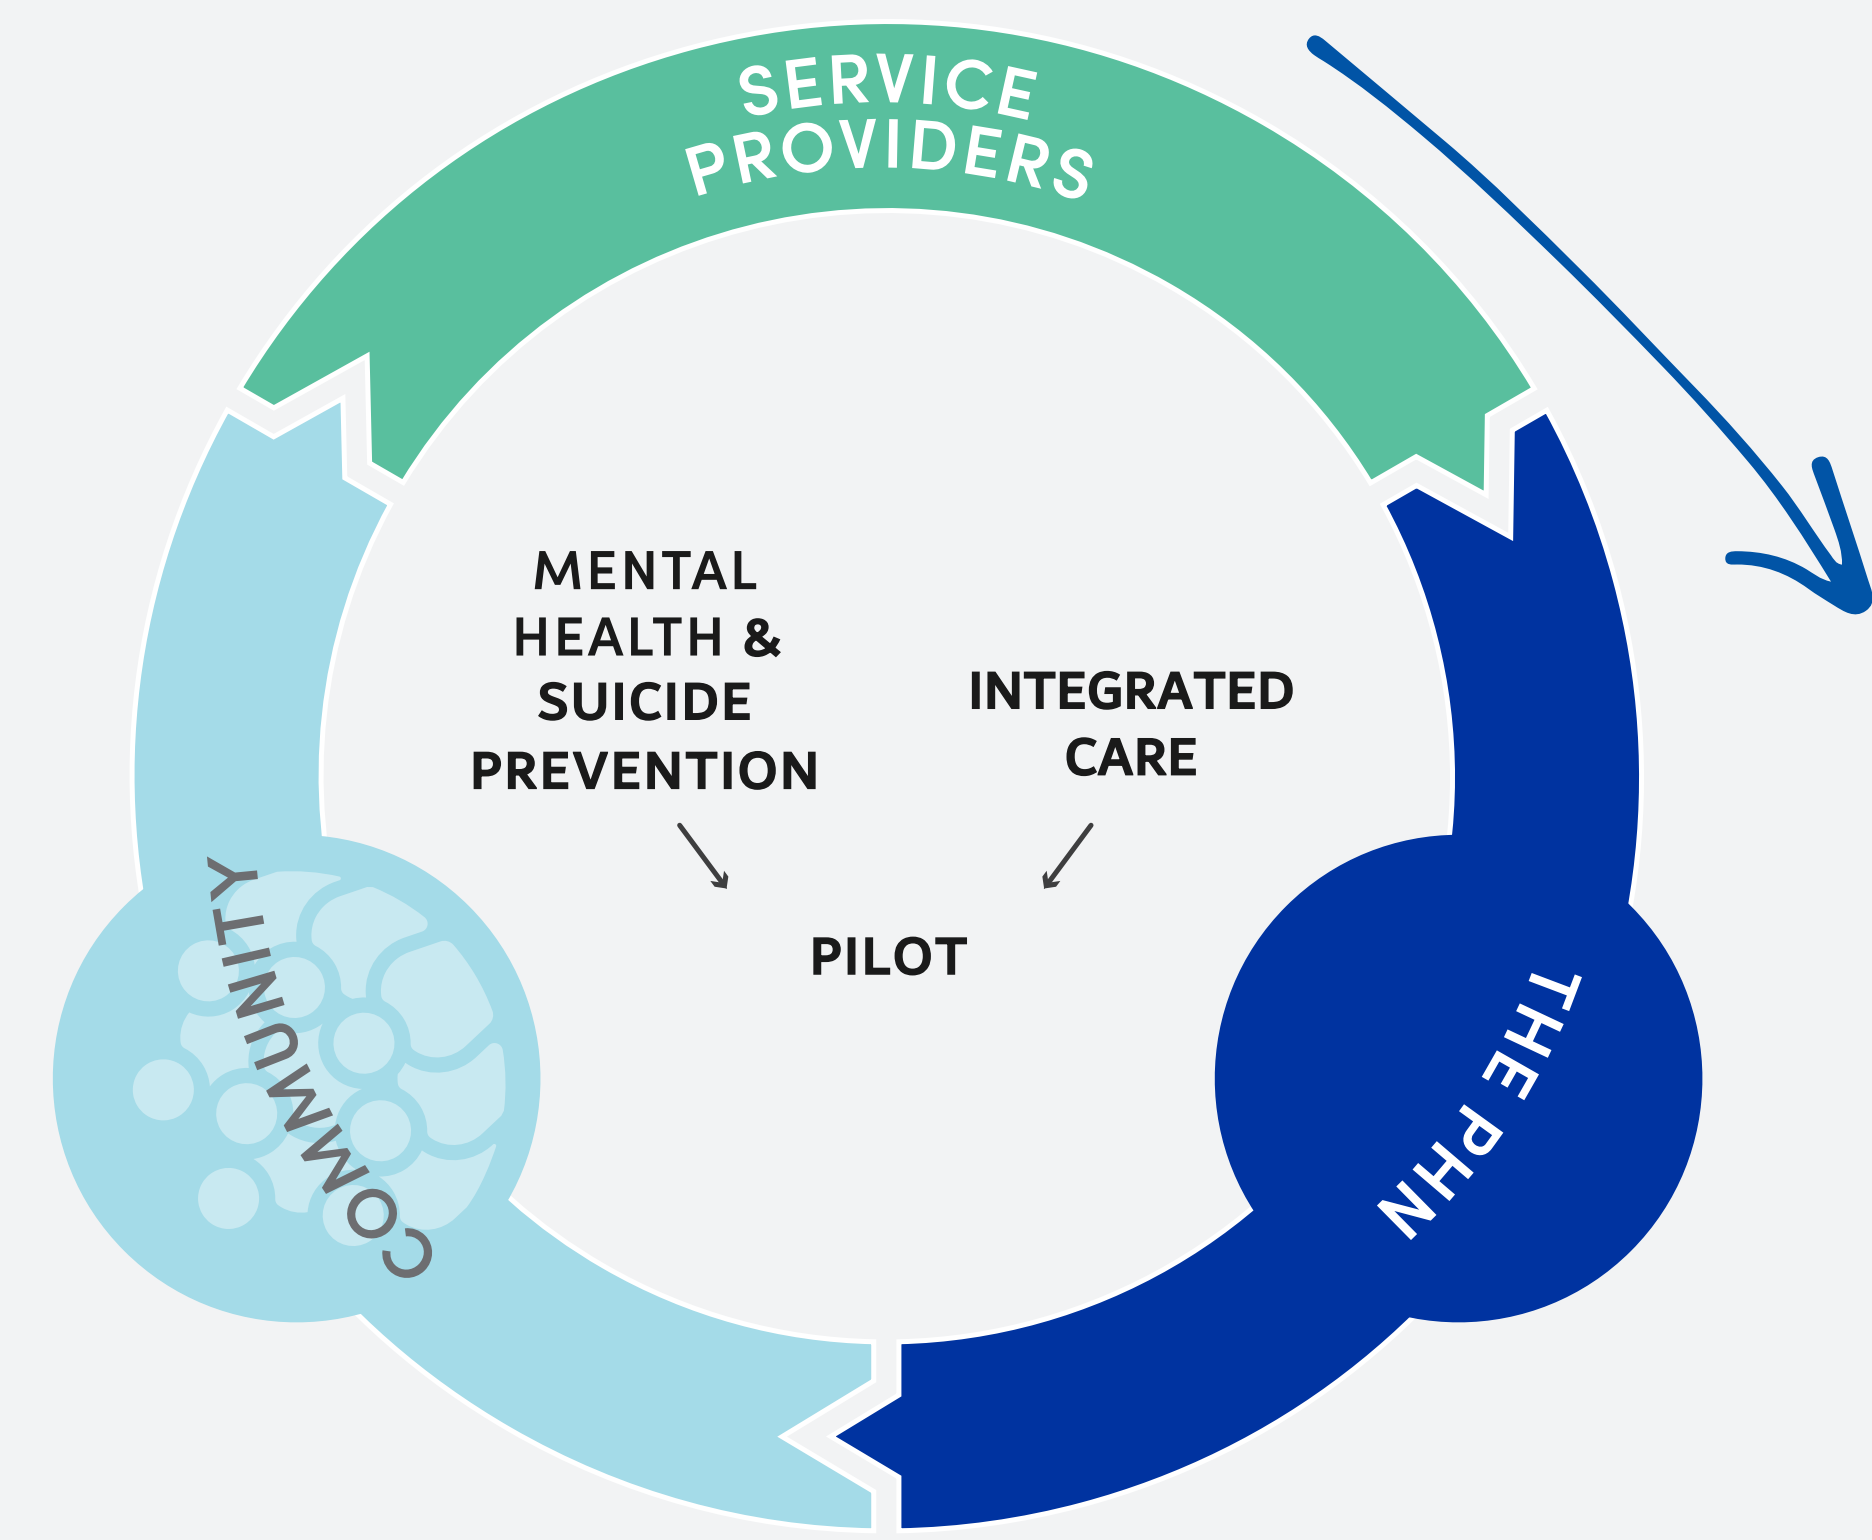 SERVICE
PROVIDERS
MENTAL
HEALTH &
SUICIDE
PREVENTION
INTEGRATED
CARE
PILOT
COMMUNITY
THE PHN